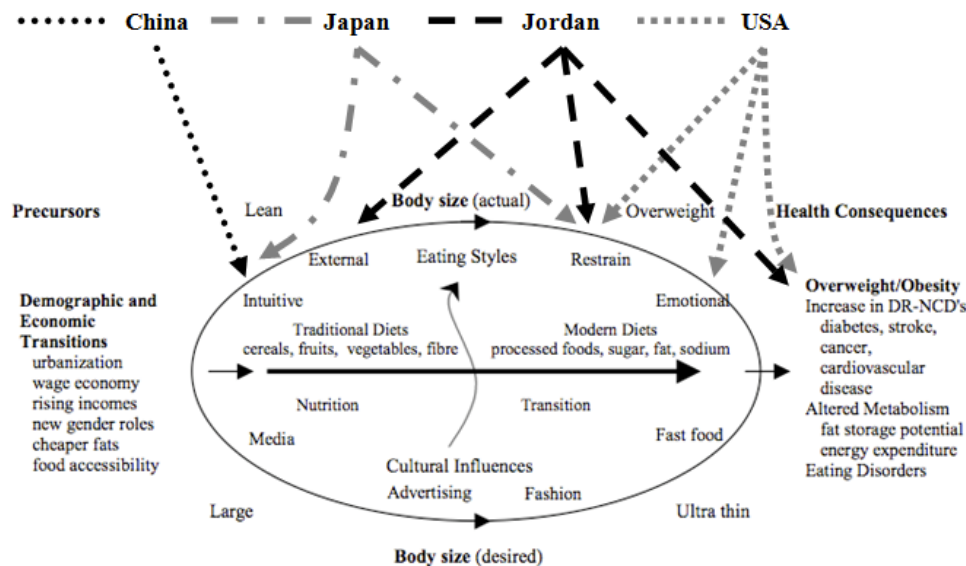 China Japan Jordan USA
Precursors
Lean
Body size (actual)
Overweight
Health Consequences
External
Eating Styles
Restrain
Intuitive
Emotional
Demographic and
Economic
Transitions
urbanization
wage economy
rising incomes
new gender roles
cheaper fats
food accessibility
Traditional Diets
cereals, fruits, vegetables, fibre
Modern Diets
processed foods, sugar, fat, sodium
Nutrition
Transition
Media
Fast food
Cultural Influences
Advertising
Fashion
Large
Ultra thin
Body size (desired)
Overweight/Obesity
Increase in DR-NCD's
diabetes, stroke,
cancer,
cardiovascular
disease
Altered Metabolism
fat storage potential
energy expenditure
Eating Disorders